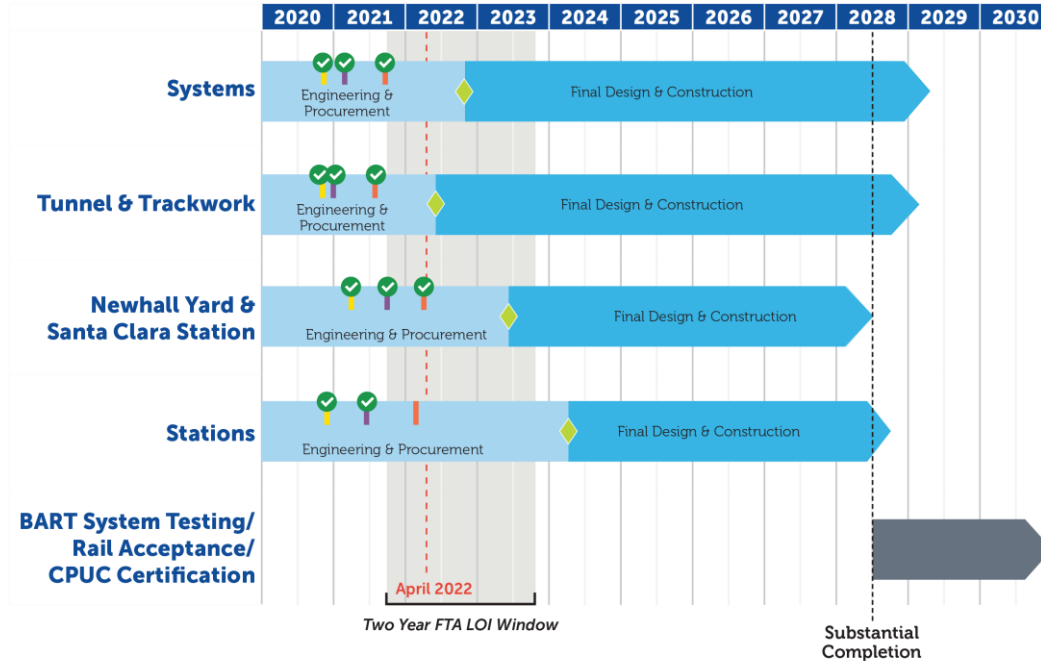 2020 2021 2022 2023 2024 2025 2026 2027 2028 2029 2030
Systems
Engineering &
Procurement
Final Design & Construction
Tunnel & Trackwork
Engineering &
Procurement
Final Design & Construction
Newhall Yard &
Santa Clara Station
Engineering & Procurement
Final Design & Construction
Stations
Engineering & Procurement
Final Design & Construction
BART System Testing/
Rail Acceptance/
CPUC Certification
April 2022
Two Year FTA LOI Window
Substantial
Completion